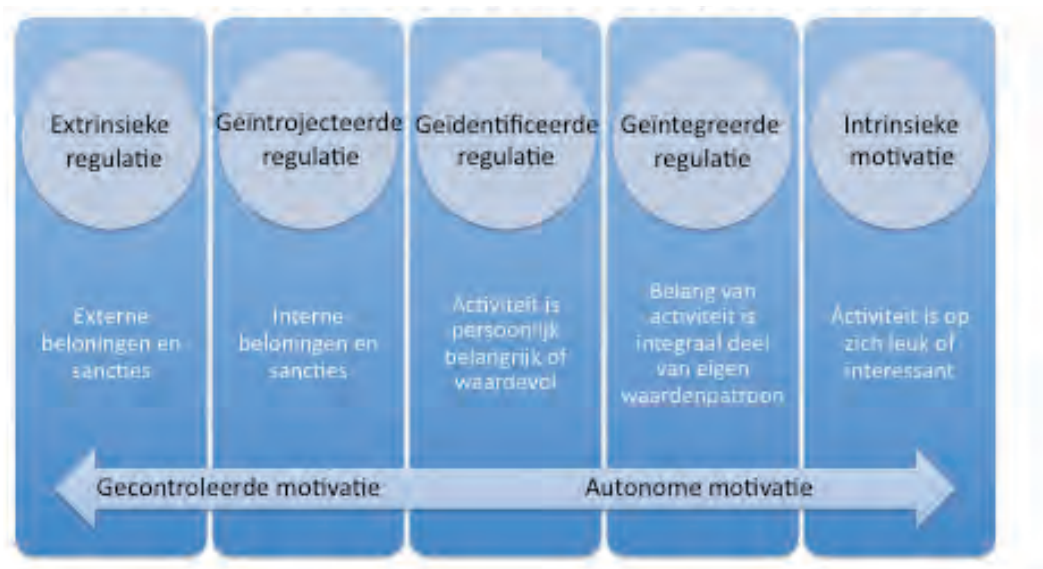 Extrinsieke
regulatie
Geïntrojecteerde
regulatie
Geïdentificeerde
regulatie
Geïntegreerde
regulatie
Intrinsieke
motivatie
Externe
beloningen en
sancties
Interne
beloningen en
sancties
Activiteit is
persoonlijk
belangrijk of
waardevol
Belang van
activiteit is
integraal deel
van eigen
waardenpatroon
Activiteit is op
zich leuk of
interessant
Gecontroleerde motivatie
Autonome motivatie